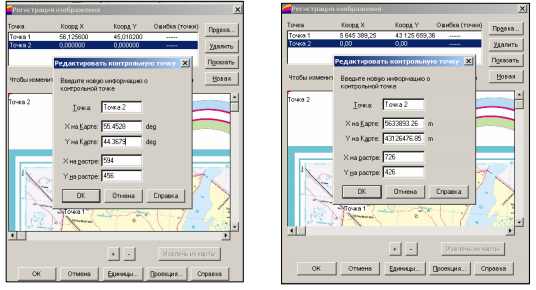 Регистрация изображения
Точка Коорд X Коорд Y Ошибка (точки)
Точка 1 56,125600 45,010200 -----
Точка 2 0,000000 0,000000 -----
Правка...
Удалить
Показать
Новая
Чтобы изменит
Точка 2
Редактировать контрольную точку
Введите новую информацию о
контрольной точке
Точка: Точка 2
X на Карте: 55.4528 deg
Y на Карте: 44.3679 deg
X на растре: 594
Y на растре: 456
OK Отмена Справка
Точка 1
+ -
Извлечь из карты
OK Отмена Единицы... Проекция... Справка
Регистрация изображения
Точка Коорд X Коорд Y Ошибка (точки)
Точка 1 5 645 389,25 43 125 659,36 -----
Точка 2 0,00 0,00 -----
Правка...
Удалить
Показать
Новая
Чтобы изменит
Точка 2
Редактировать контрольную точку
Введите новую информацию о
контрольной точке
Точка: Точка 2
X на Карте: 5633893.26 m
Y на Карте: 43126476.85 m
X на растре: 726
Y на растре: 426
OK Отмена Справка
Точка 1
+ -
Извлечь из карты
OK Отмена Единицы... Проекция... Справка